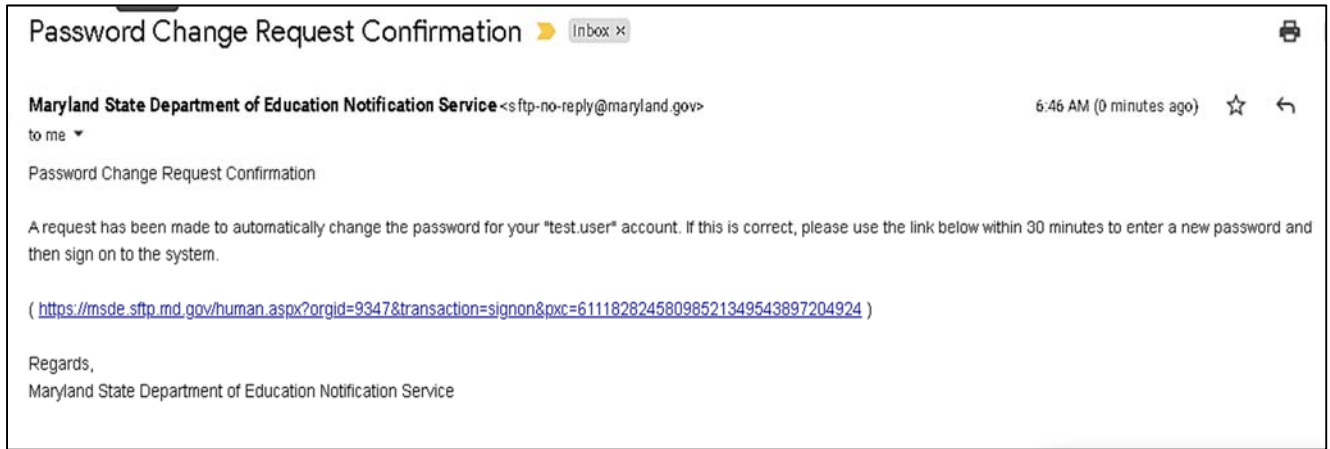 Password Change Request Confirmation Inbox ×
Maryland State Department of Education Notification Service <sftp-no-reply@maryland.gov> 6:46 AM (0 minutes ago)
to me
Password Change Request Confirmation
A request has been made to automatically change the password for your "test.user" account. If this is correct, please use the link below within 30 minutes to enter a new password and
then sign on to the system.
( https://msde.sftp.md.gov/human.aspx?orgid=9347&transaction=signon&pxc=61118282458098521349543897204924 )
Regards,
Maryland State Department of Education Notification Service